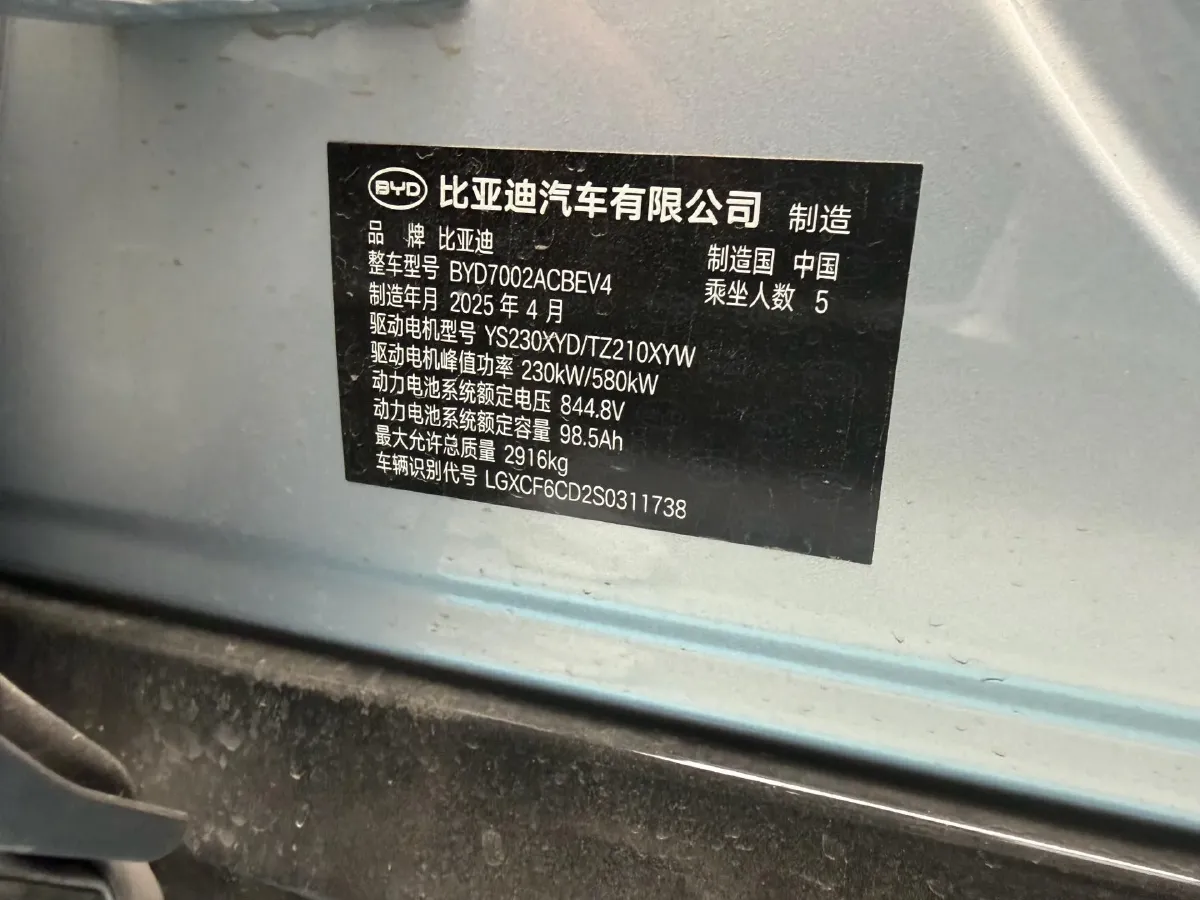 BYD 比亚迪汽车有限公司 制造
品 牌 比亚迪
制造国 中国
整车型号 BYD7002ACBEV4
乘坐人数 5
制造年月 2025 年 4 月
驱动电机型号 YS230XYD/TZ210XYW
驱动电机峰值功率 230kW/580kW
动力电池系统额定电压 844.8V
动力电池系统额定容量 98.5Ah
最大允许总质量 2916kg
车辆识别代号 LGXCF6CD2S0311738